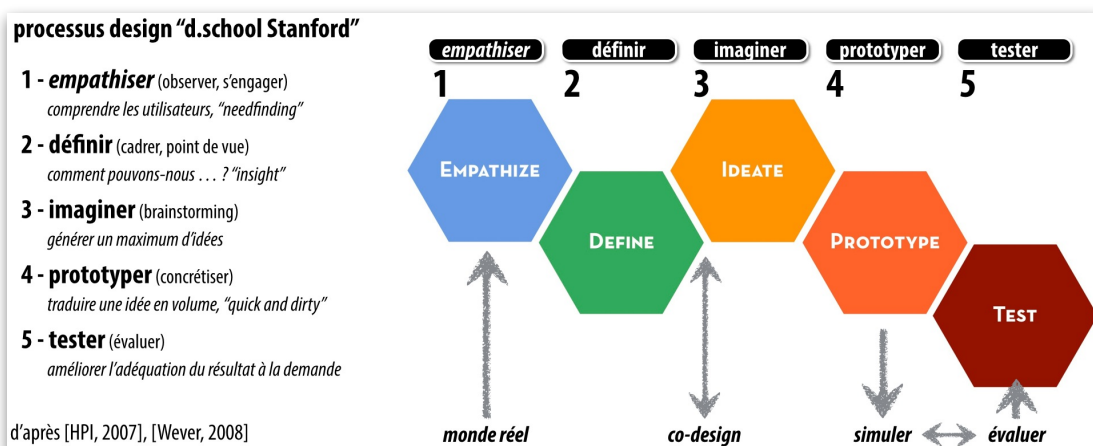 processus design “d.school Stanford”
1 - empathiser (observer, s’engager)
comprendre les utilisateurs, “needfinding”
2 - définir (cadrer, point de vue)
comment pouvons-nous … ? “insight”
3 - imaginer (brainstorming)
générer un maximum d’idées
4 - prototyper (concrétiser)
traduire une idée en volume, “quick and dirty”
5 - tester (évaluer)
améliorer l’adéquation du résultat à la demande
d’après [HPI, 2007], [Wever, 2008]
empathiser définir imaginer prototyper tester
1 2 3 4 5
EMPATHIZE
DEFINE
IDEATE
PROTOTYPE
TEST
monde réel co-design simuler évaluer